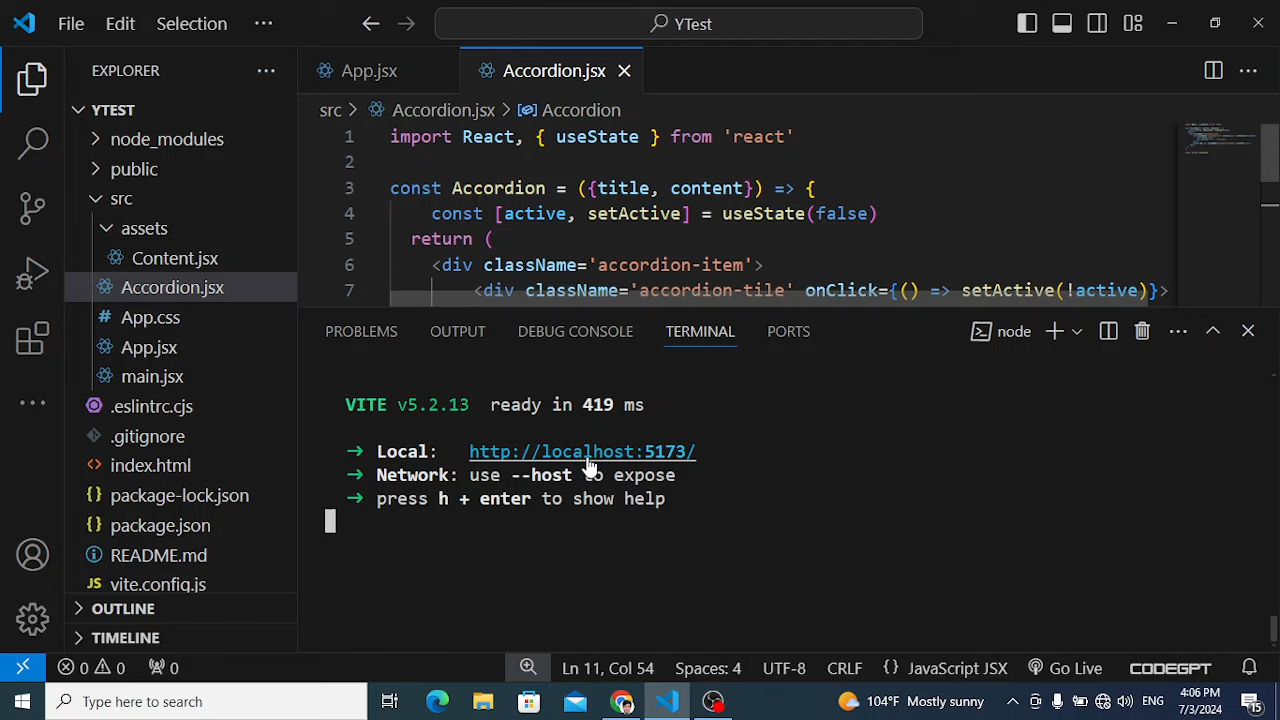 File Edit Selection ··· YTest
EXPLORER ···
YTEST
node_modules
public
src
assets
Content.jsx
Accordion.jsx
# App.css
App.jsx
main.jsx
.eslintrc.cjs
.gitignore
<> index.html
{} package-lock.json
{} package.json
README.md
JS vite.config.js
OUTLINE
TIMELINE
App.jsx Accordion.jsx
src > Accordion.jsx > Accordion
1 import React, { useState } from 'react'
2
3 const Accordion = ({title, content}) => {
4 const [active, setActive] = useState(false)
5 return (
6 <div className='accordion-item'>
7 <div className='accordion-tile' onClick={() => setActive(!active)}>
PROBLEMS OUTPUT DEBUG CONSOLE TERMINAL PORTS node
VITE v5.2.13 ready in 419 ms
→ Local: http://localhost:5173/
→ Network: use --host to expose
→ press h + enter to show help
0 0 0 Ln 11, Col 54 Spaces: 4 UTF-8 CRLF {} JavaScript JSX Go Live CODEGPT
Type here to search 104°F Mostly sunny ENG 4:06 PM
7/3/2024 15